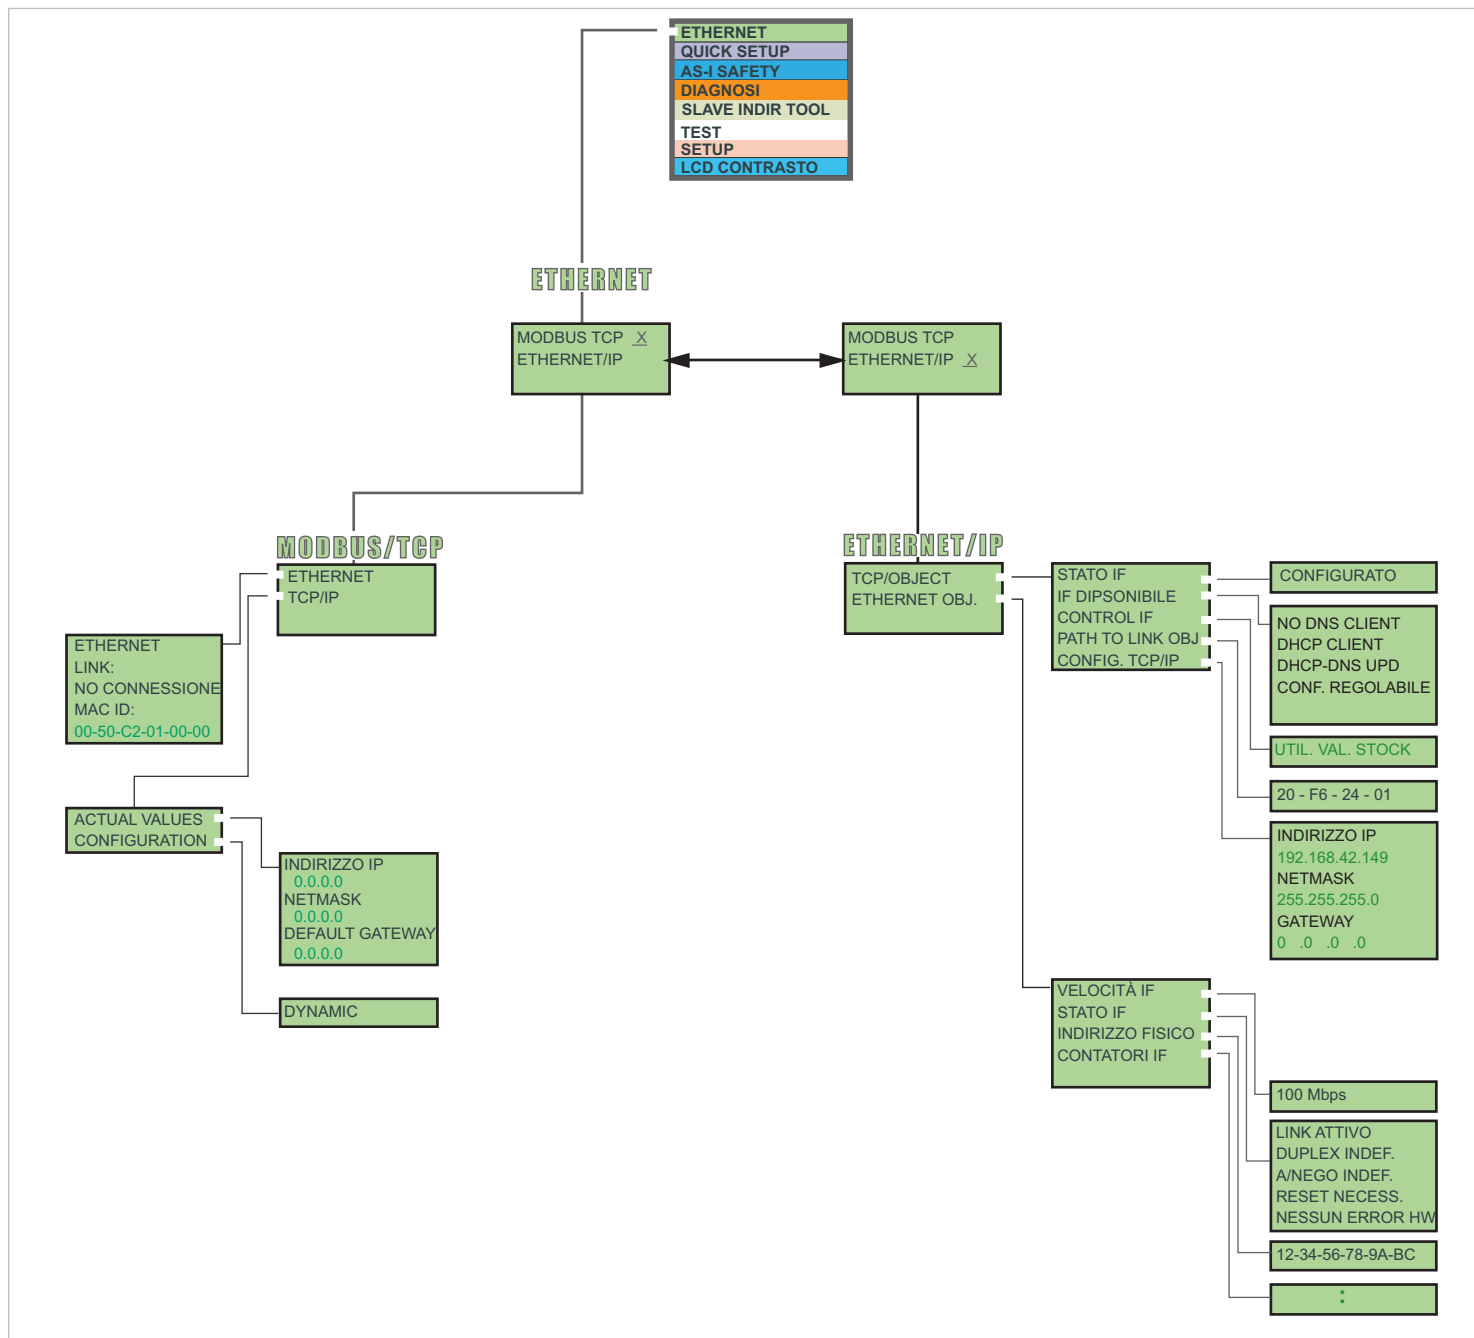 ETHERNET
QUICK SETUP
AS-I SAFETY
DIAGNOSI
SLAVE INDIR TOOL
TEST
SETUP
LCD CONTRASTO
ETHERNET
MODBUS TCP X
ETHERNET/IP
MODBUS TCP
ETHERNET/IP X
MODBUS/TCP
ETHERNET
TCP/IP
ETHERNET
LINK:
NO CONNESSIONE
MAC ID:
00-50-C2-01-00-00
ACTUAL VALUES
CONFIGURATION
INDIRIZZO IP
0.0.0.0
NETMASK
0.0.0.0
DEFAULT GATEWAY
0.0.0.0
DYNAMIC
ETHERNET/IP
TCP/OBJECT
ETHERNET OBJ.
STATO IF
IF DIPSONIBILE
CONTROL IF
PATH TO LINK OBJ
CONFIG. TCP/IP
CONFIGURATO
NO DNS CLIENT
DHCP CLIENT
DHCP-DNS UPD
CONF. REGOLABILE
UTIL. VAL. STOCK
20 - F6 - 24 - 01
INDIRIZZO IP
192.168.42.149
NETMASK
255.255.255.0
GATEWAY
0 .0 .0 .0
VELOCITÀ IF
STATO IF
INDIRIZZO FISICO
CONTATORI IF
100 Mbps
LINK ATTIVO
DUPLEX INDEF.
A/NEGO INDEF.
RESET NECESS.
NESSUN ERROR HW
12-34-56-78-9A-BC
: